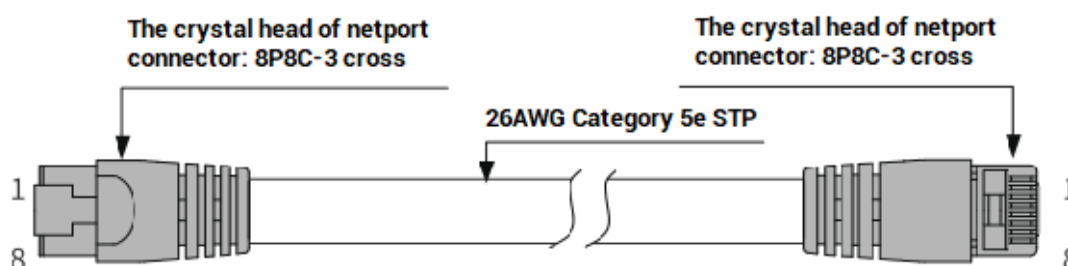 The crystal head of netport
connector: 8P8C-3 cross
The crystal head of netport
connector: 8P8C-3 cross
26AWG Category 5e STP
1
1
8
8